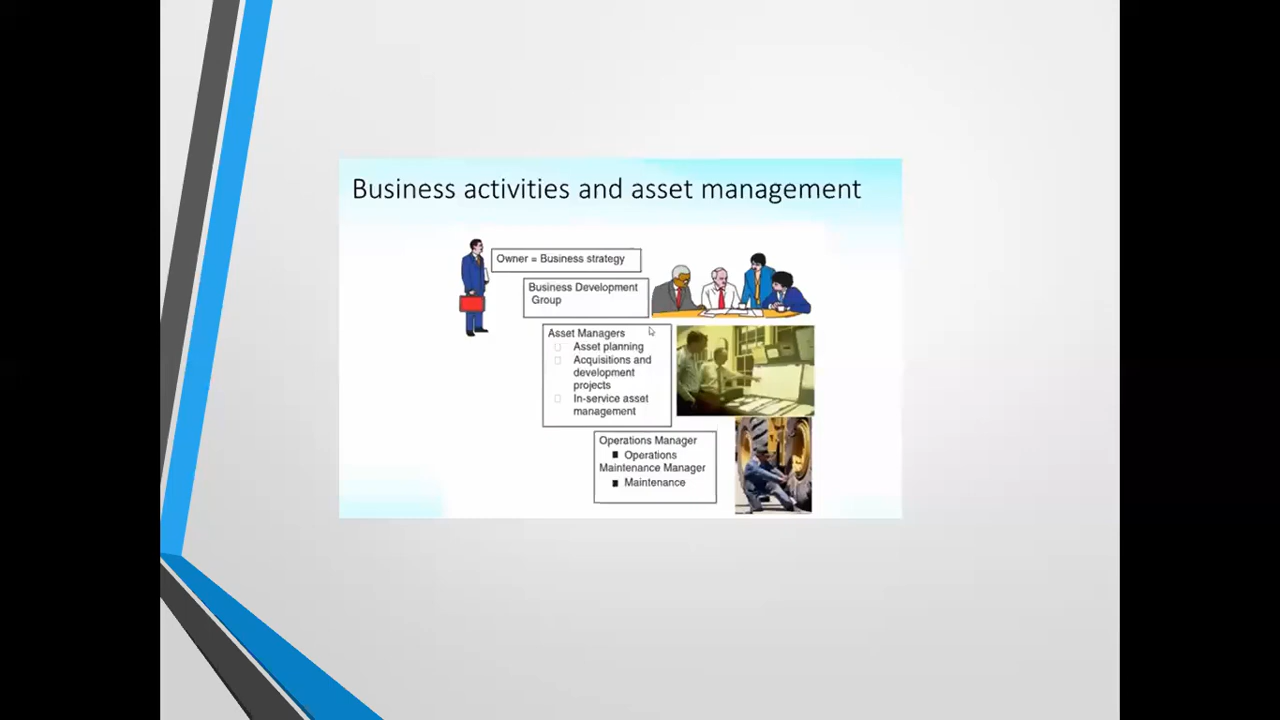 Business activities and asset management
Owner = Business strategy
Business Development
Group
Asset Managers
Asset planning
Acquisitions and
development
projects
In-service asset
management
Operations Manager
■ Operations
Maintenance Manager
■ Maintenance